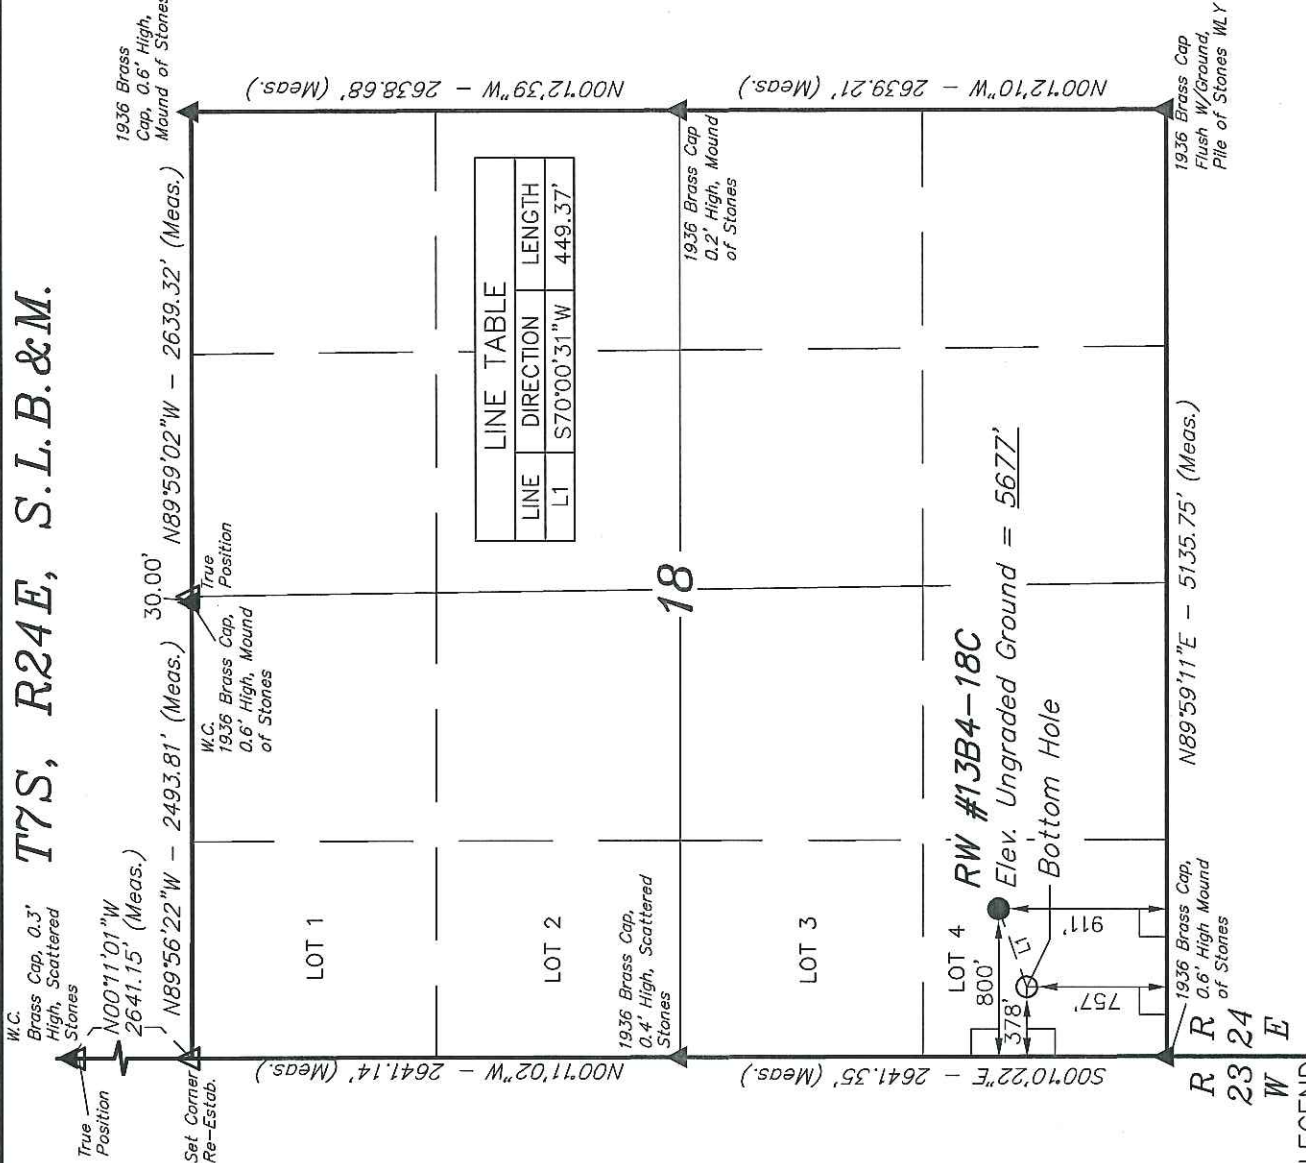 T7S, R24E, S.L.B.&M.
W.C.
Brass Cap, 0.3'
High, Scattered
Stones
True
Position
N00°11'01"W
2641.15' (Meas.)
Set Corner
Re-Estab.
N89°56'22"W - 2493.81' (Meas.)
30.00'
N89°59'02"W - 2639.32' (Meas.)
1936 Brass
Cap, 0.6' High,
Mound of Stones
W.C.
1936 Brass Cap,
0.6' High, Mound
of Stones
True
Position
N00°11'02"W - 2641.14' (Meas.)
LOT 1
LOT 2
N00°12'39"W - 2638.68' (Meas.)
LINE TABLE
LINE DIRECTION LENGTH
L1 S70°00'31"W 449.37'
1936 Brass Cap,
0.4' High, Scattered
Stones
18
1936 Brass Cap
0.2' High, Mound
of Stones
S00°10'22"E - 2641.35' (Meas.)
LOT 3
LOT 4
RW #13B4-18C
Elev. Ungraded Ground = 5677'
Bottom Hole
800'
L1
378'
757'
911'
N00°12'10"W - 2639.21' (Meas.)
1936 Brass Cap,
0.6' High Mound
of Stones
N89°59'11"E - 5135.75' (Meas.)
1936 Brass Cap
Flush W/Ground,
Pile of Stones WLY
R R
23 24
W E
LEGEND